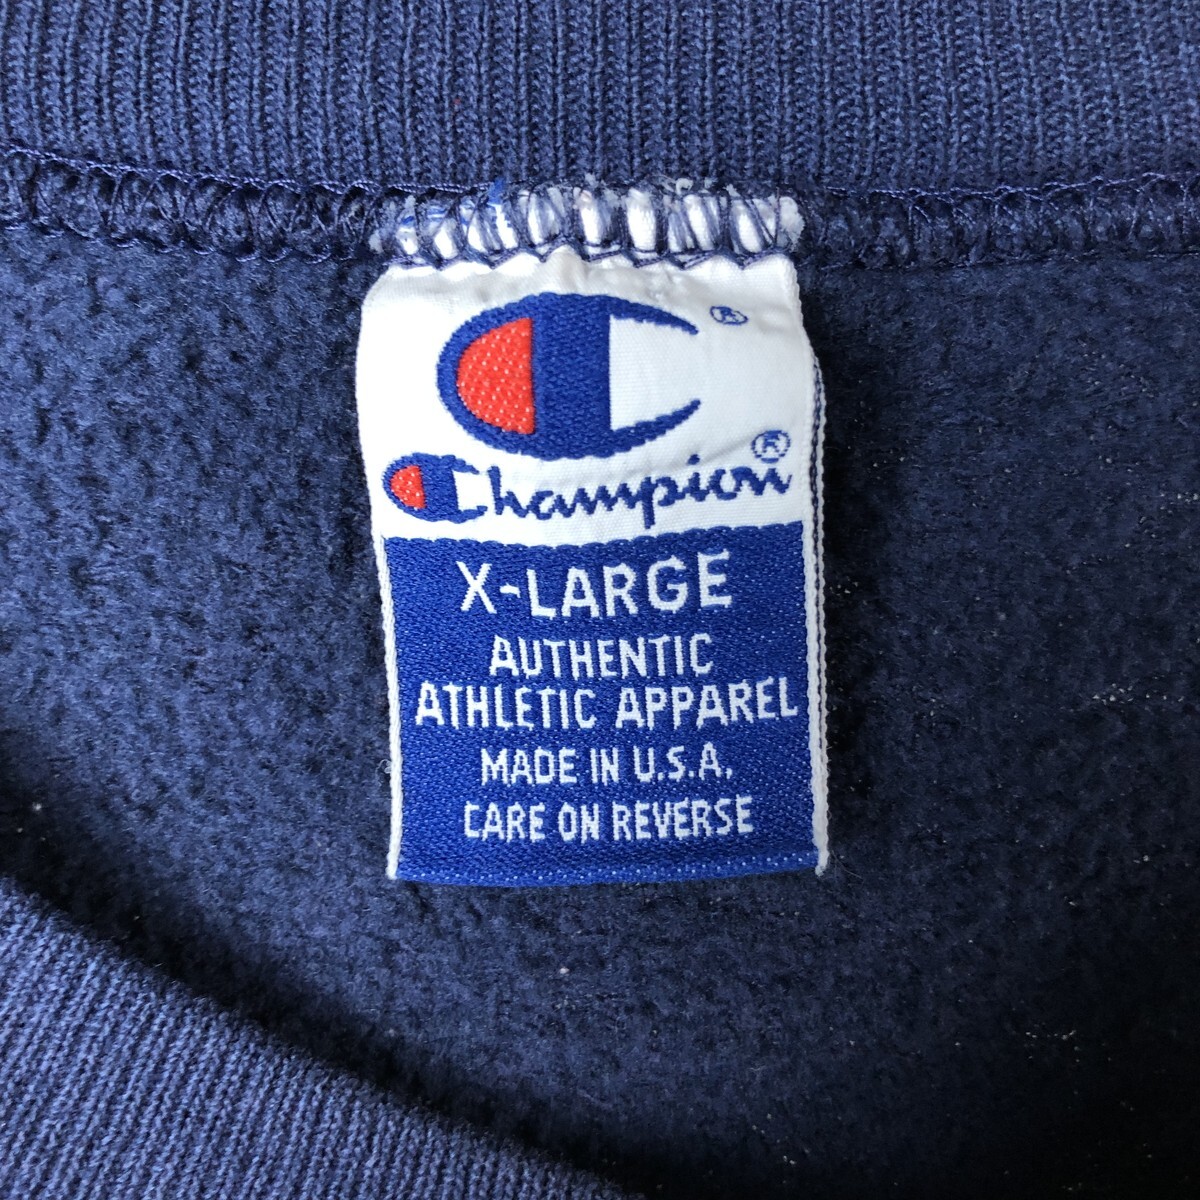 ®
Champion®
X-LARGE
AUTHENTIC
ATHLETIC APPAREL
MADE IN U.S.A.
CARE ON REVERSE